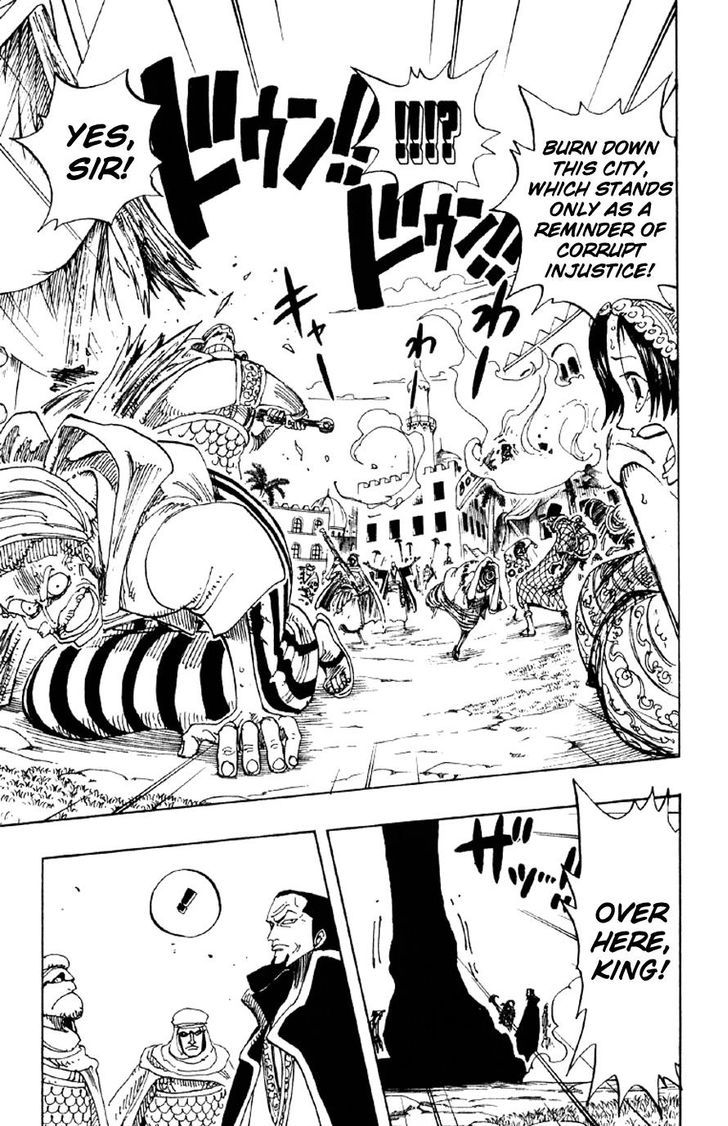 BURN DOWN
THIS CITY,
WHICH STANDS
ONLY AS A
REMINDER OF
CORRUPT
INJUSTICE!
!!!!?
YES,
SIR!
ドウン!!
ドウン!!
キャー
わー
わー
OVER
HERE,
KING!
ザッ…
!!